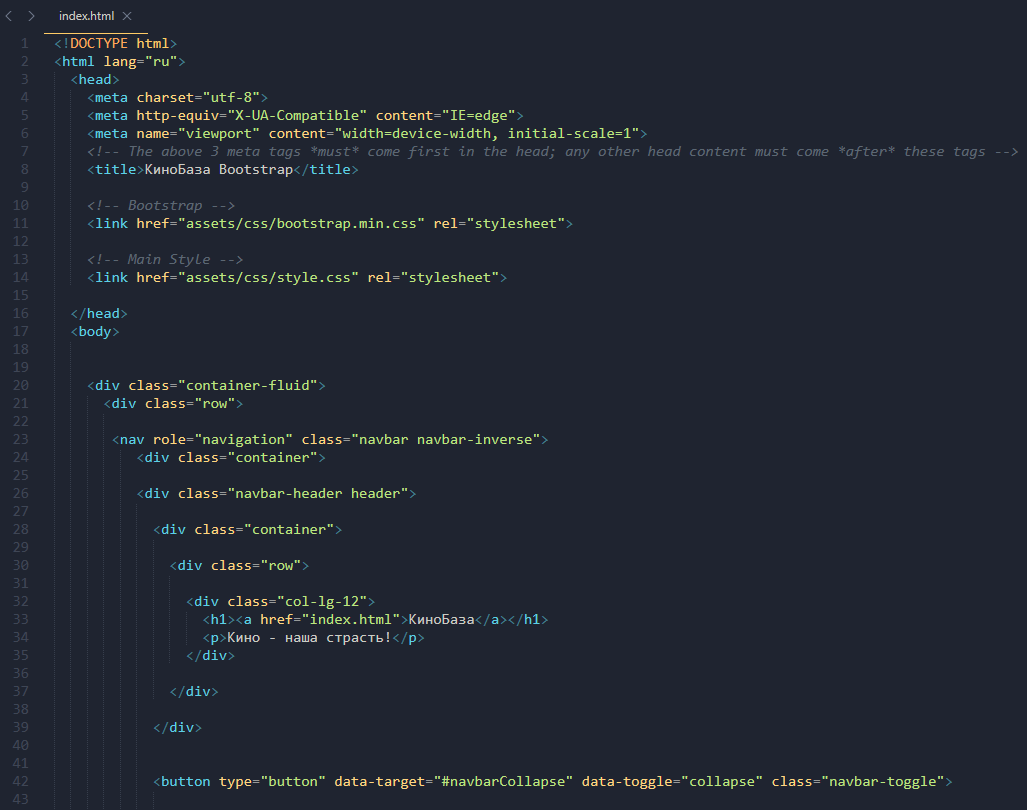 index.html
1 <!DOCTYPE html>
2 <html lang="ru">
3 <head>
4 <meta charset="utf-8">
5 <meta http-equiv="X-UA-Compatible" content="IE=edge">
6 <meta name="viewport" content="width=device-width, initial-scale=1">
7 <!-- The above 3 meta tags *must* come first in the head; any other head content must come *after* these tags -->
8 <title>КиноБаза Bootstrap</title>
9
10 <!-- Bootstrap -->
11 <link href="assets/css/bootstrap.min.css" rel="stylesheet">
12
13 <!-- Main Style -->
14 <link href="assets/css/style.css" rel="stylesheet">
15
16 </head>
17 <body>
18
19
20 <div class="container-fluid">
21 <div class="row">
22
23 <nav role="navigation" class="navbar navbar-inverse">
24 <div class="container">
25
26 <div class="navbar-header header">
27
28 <div class="container">
29
30 <div class="row">
31
32 <div class="col-lg-12">
33 <h1><a href="index.html">КиноБаза</a></h1>
34 <p>Кино - наша страсть!</p>
35 </div>
36
37 </div>
38
39 </div>
40
41
42 <button type="button" data-target="#navbarCollapse" data-toggle="collapse" class="navbar-toggle">
43